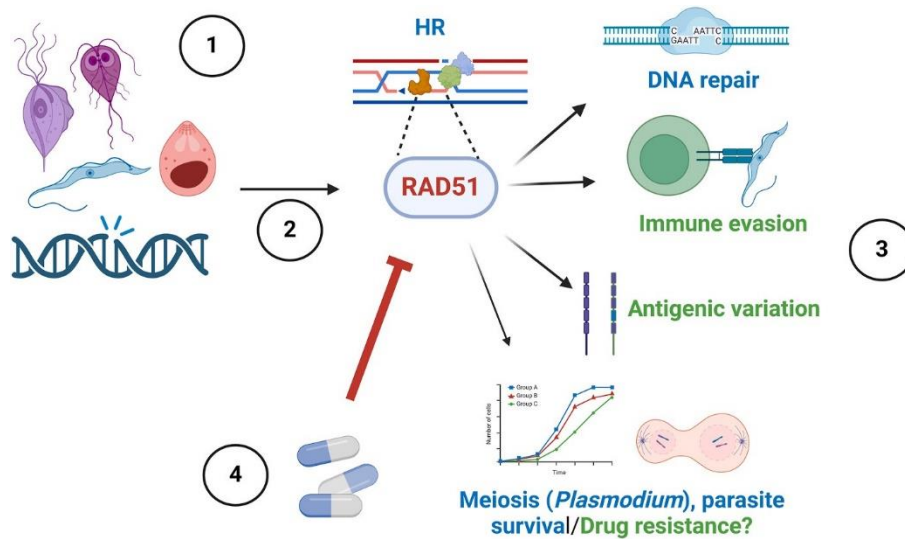 1
HR
C AATTC
GAATT C
DNA repair
RAD51
2
Immune evasion
3
Antigenic variation
Group A
Group B
Group C
Number of cells
Time
4
Meiosis (Plasmodium), parasite
survival/Drug resistance?